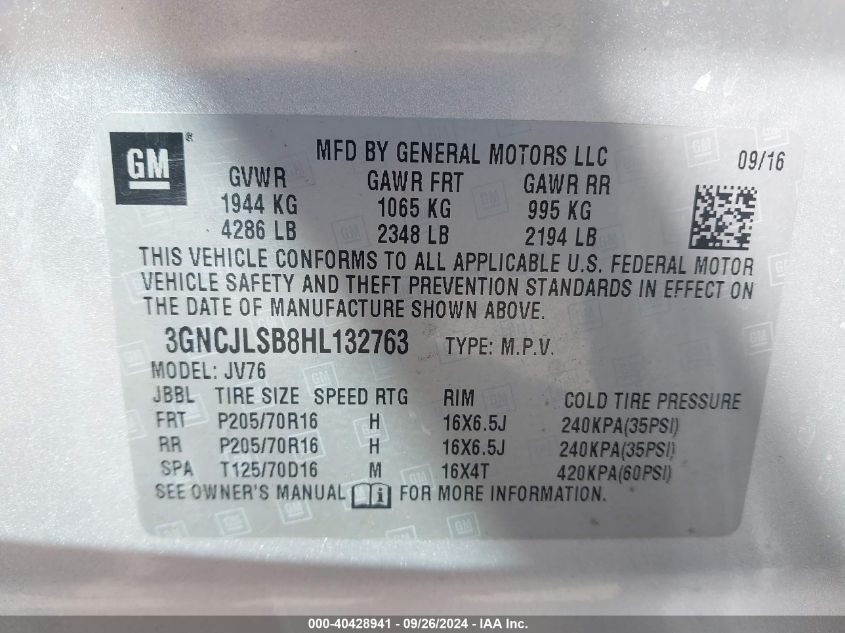 GM ®
MFD BY GENERAL MOTORS LLC 09/16
GVWR GAWR FRT GAWR RR
1944 KG 1065 KG 995 KG
4286 LB 2348 LB 2194 LB
THIS VEHICLE CONFORMS TO ALL APPLICABLE U.S. FEDERAL MOTOR
VEHICLE SAFETY AND THEFT PREVENTION STANDARDS IN EFFECT ON
THE DATE OF MANUFACTURE SHOWN ABOVE.
3GNCJLSB8HL132763 TYPE: M.P.V.
MODEL: JV76
JBBL TIRE SIZE SPEED RTG RIM COLD TIRE PRESSURE
FRT P205/70R16 H 16X6.5J 240KPA(35PSI)
RR P205/70R16 H 16X6.5J 240KPA(35PSI)
SPA T125/70D16 M 16X4T 420KPA(60PSI)
SEE OWNER'S MANUAL i FOR MORE INFORMATION.
000-40428941 - 09/26/2024 - IAA Inc.